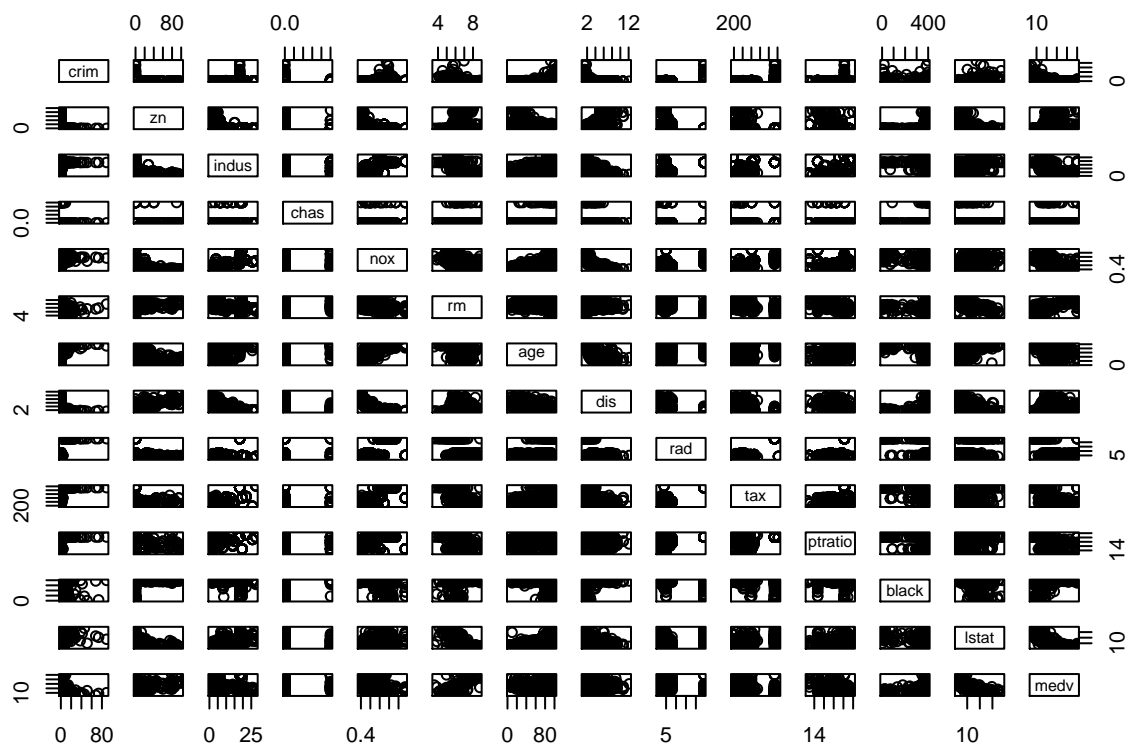 0 80 0.0 4 6 8 2 12 200 0 400 10
crim 0
0 zn
indus 0
0.0 chas
nox 0.4
4 rm
age 0
2 dis
rad 5
200 tax
ptratio 14
0 black
lstat 10
10 medv
0 80 0 25 0.4 0 80 5 14 10